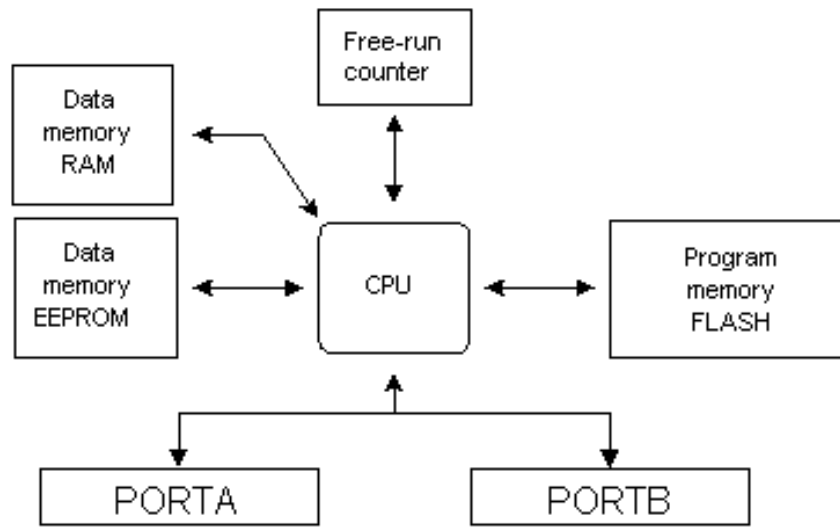 Free-run
counter
Data
memory
RAM
Data
memory
EEPROM
CPU
Program
memory
FLASH
PORTA
PORTB